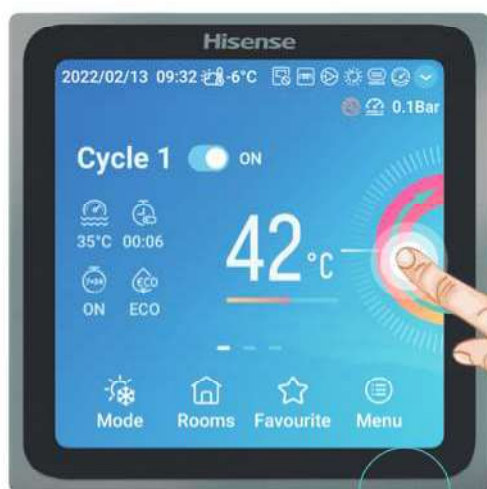 Hisense
2022/02/13 09:32 -6°C
0.1Bar
Cycle 1 ON
35°C 00:06
42°C
ON ECO
Mode Rooms Favourite Menu